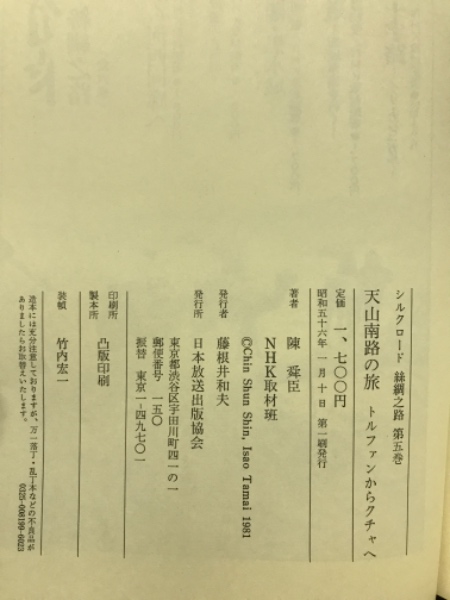 シルクロード 絲綢之路 第五巻
天山南路の旅 トルファンからクチャへ
定価 一、七〇〇円
昭和五十六年 一月十日 第一刷発行
著者 陳 舜臣
NHK取材班
©Chin Shun Shin, Isao Tamai 1981
発行者 藤根井和夫
発行所 日本放送出版協会
東京都渋谷区宇田川町四一の一
郵便番号 一五〇
振替 東京一-四九七〇一
印刷所
製本所 凸版印刷
装幀 竹内宏一
造本には充分注意しておりますが、万一落丁・乱丁本などの不良品が
ありましたらお取替えいたします。
0325-006199-6023